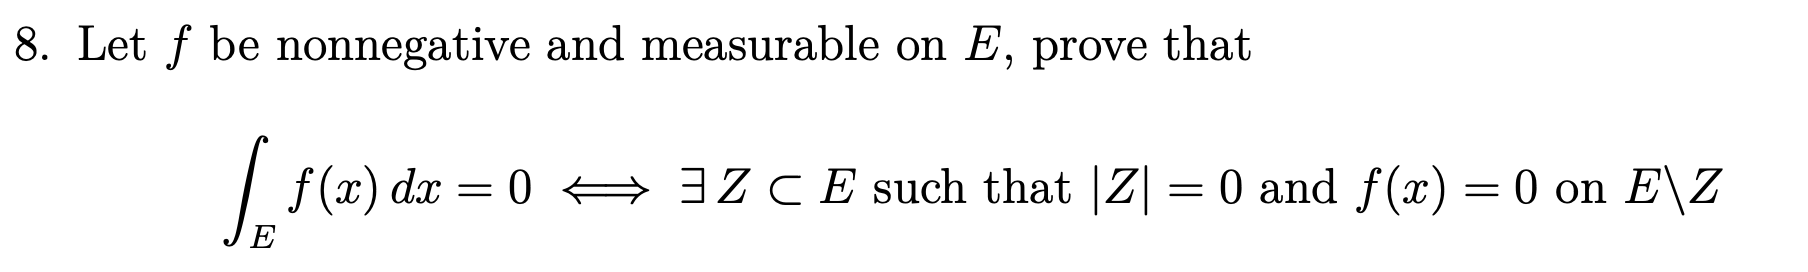 8. Let f be nonnegative and measurable on E, prove that
∫_E f(x) dx = 0 ⟺ ∃ Z ⊂ E such that |Z| = 0 and f(x) = 0 on E\Z